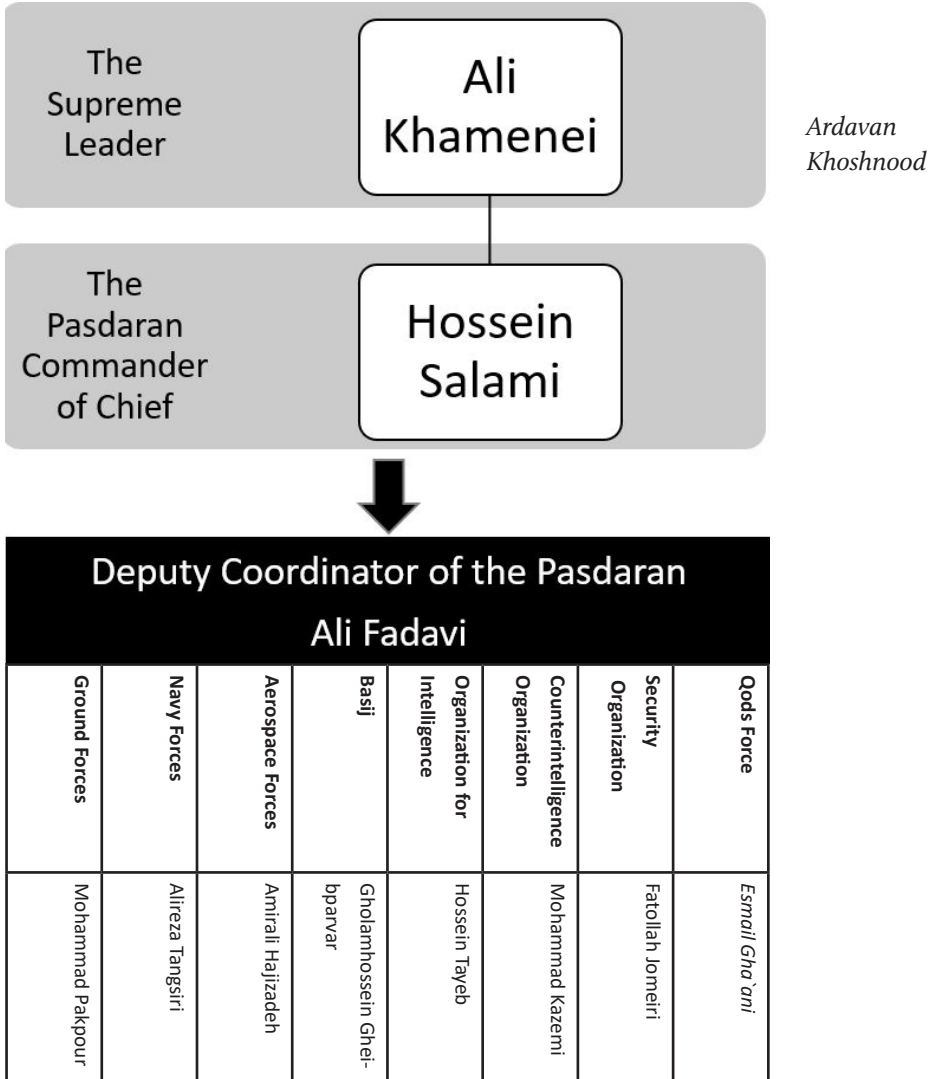 The
Supreme
Leader
Ali
Khamenei
Ardavan
Khoshnood
The
Pasdaran
Commander
of Chief
Hossein
Salami
Deputy Coordinator of the Pasdaran
Ali Fadavi
Ground Forces
Navy Forces
Aerospace Forces
Basij
Organization for
Intelligence
Counterintelligence
Organization
Security
Organization
Qods Force
Mohammad Pakpour
Alireza Tangsiri
Amirali Hajizadeh
Gholamhossein Ghei-
bparvar
Hossein Tayeb
Mohammad Kazemi
Fatollah Jomeiri
Esmail Gha`ani